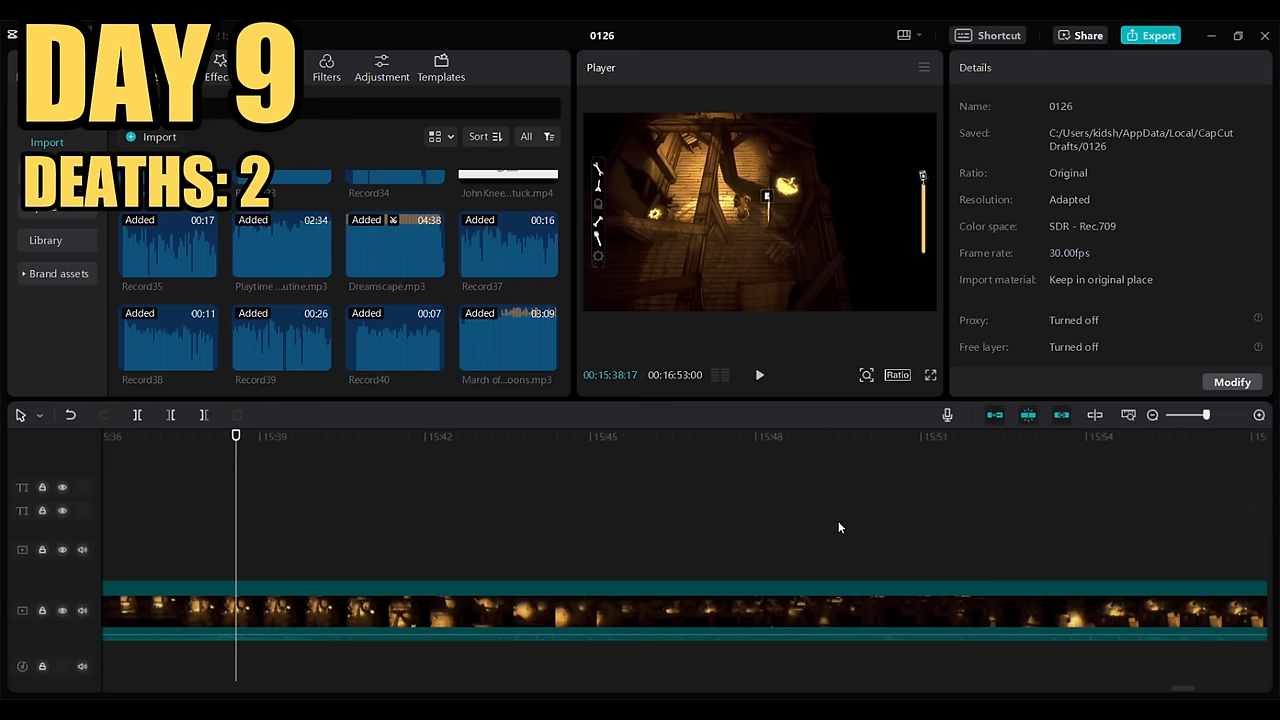 DAY 9
DEATHS: 2
0126
Shortcut
Share
Export
Filters
Adjustment
Templates
Import
Import
Sort
All
Library
Brand assets
Record34
JohnKnee...tuck.mp4
Added 00:17
Added 02:34
Added 04:38
Added 00:16
Record35
Playtime ...utine.mp3
Dreamscape.mp3
Record37
Added 00:11
Added 00:26
Added 00:07
Added 03:09
Record38
Record39
Record40
March of...oons.mp3
Player
00:15:38:17 00:16:53:00
Ratio
Details
Name: 0126
Saved: C:/Users/kidsh/AppData/Local/CapCut
Drafts/0126
Ratio: Original
Resolution: Adapted
Color space: SDR - Rec.709
Frame rate: 30.00fps
Import material: Keep in original place
Proxy: Turned off
Free layer: Turned off
Modify
5:36 15:39 15:42 15:45 15:48 15:51 15:54 15:
TI
TI